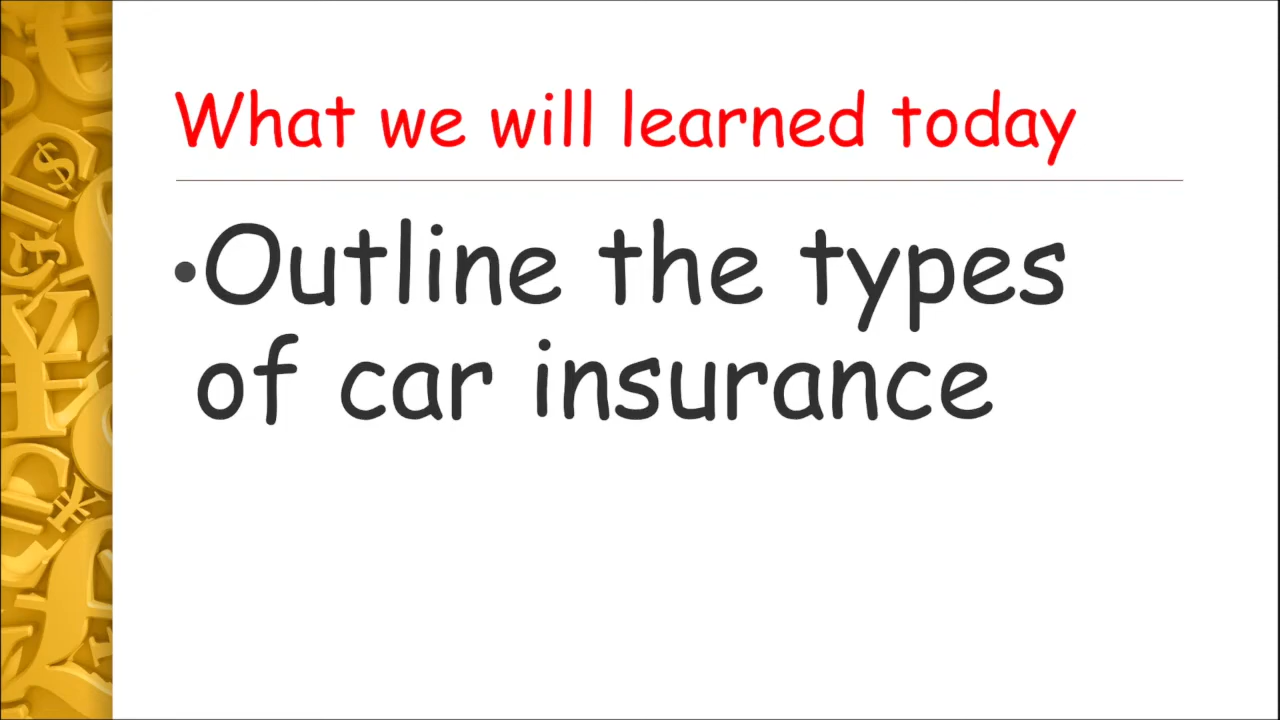 What we will learned today
•Outline the types
of car insurance